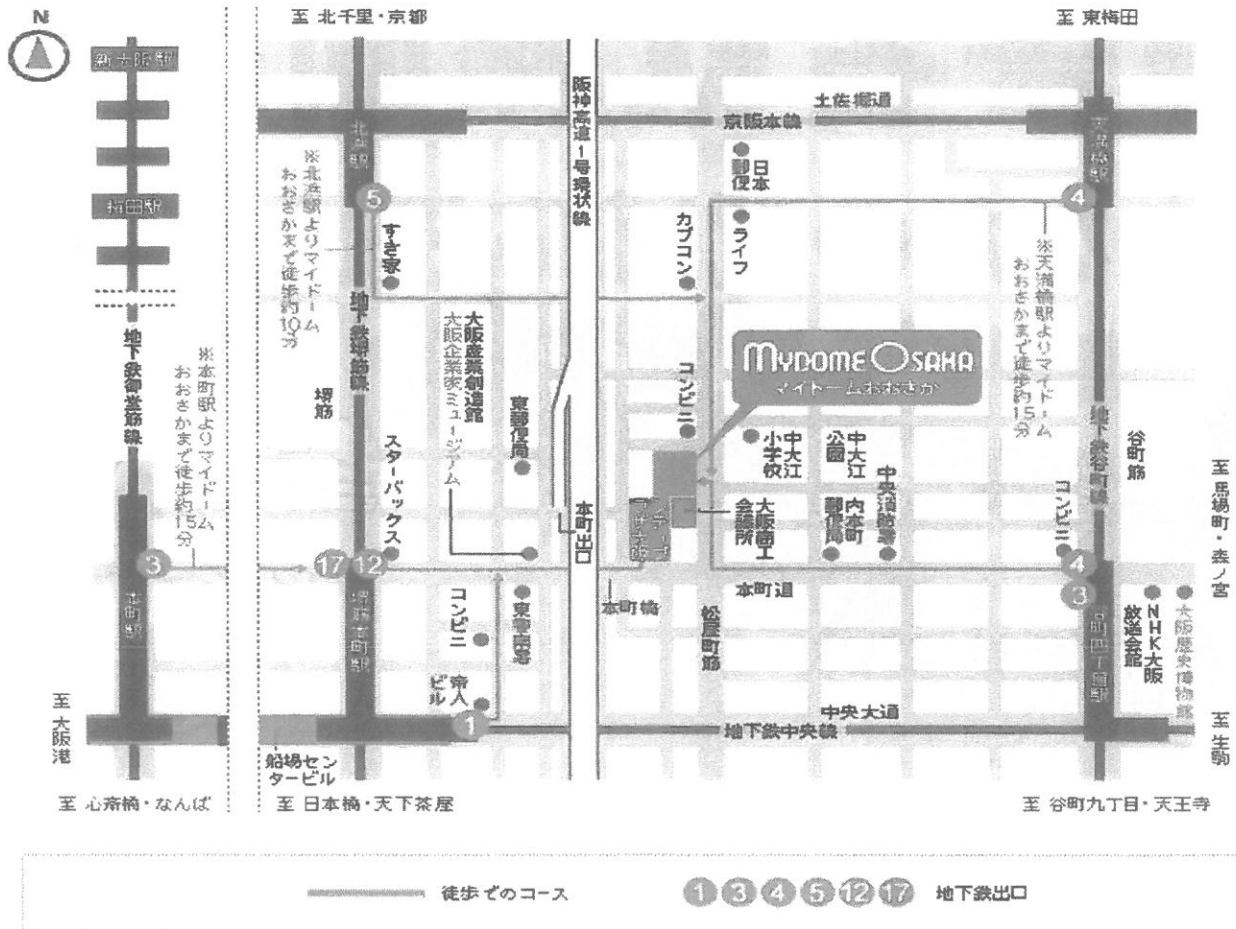 N
至 北千里・京都
至 東梅田
新大阪駅
梅田駅
阪神高速1号環状線
土佐堀通
京阪本線
北浜駅
天満橋駅
日本
郵便
5
4
※北浜駅よりマイドーム
おおさかまで徒歩約10分
すき家
カプコン
ライフ
※天満橋駅よりマイドーム
おおさかまで徒歩約15分
地下鉄御堂筋線
※本町駅よりマイドーム
おおさかまで徒歩約15分
地下鉄堺筋線
堺筋
大阪産業創造館
大阪企業家ミュージアム
東郵便局
コンビニ
MYDOME OSAKA
マイドームおおさか
地下鉄谷町線
谷町筋
至 馬場町・森ノ宮
スターバックス
本町出口
中大江
小学校
中大江
公園
大阪商工
会議所
内本町
郵便局
中央消防署
コンビニ
3
17
12
4
本町駅
堺筋本町駅
コンビニ
東警察署
本町橋
松屋町筋
本町通
3
谷町四丁目駅
NHK大阪
放送会館
大阪歴史博物館
帝人
ビル
1
中央大通
地下鉄中央線
至 大阪港
至 生駒
船場セン
タービル
至 心斎橋・なんば
至 日本橋・天下茶屋
至 谷町九丁目・天王寺
徒歩でのコース
1 3 4 5 12 17 地下鉄出口